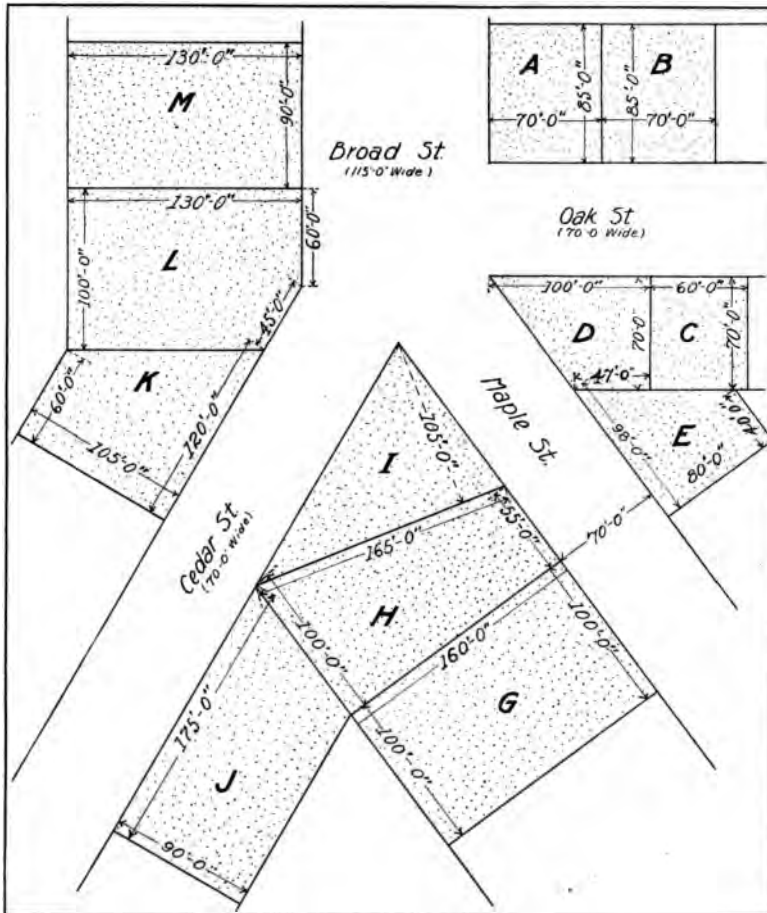 130'-0"
M
90'-0"
A
B
85'-0"
85'-0"
70'-0"
70'-0"
Broad St.
(115'-0" Wide)
130'-0"
60'-0"
L
100'-0"
45'-0"
Oak St
(70-0 Wide)
100'-0"
60'-0"
D
70-0
C
70'-0"
47'-0"
K
60'-0"
105'-0"
120'-0"
Maple St.
E
40'0"
98'-0"
80'-0"
I
105'-0"
Cedar St
(70'-0" Wide)
165'-0"
55'-0"
70'-0"
H
100'-0"
160'-0"
100'-0"
G
100'-0"
175'-0"
J
90'-0"